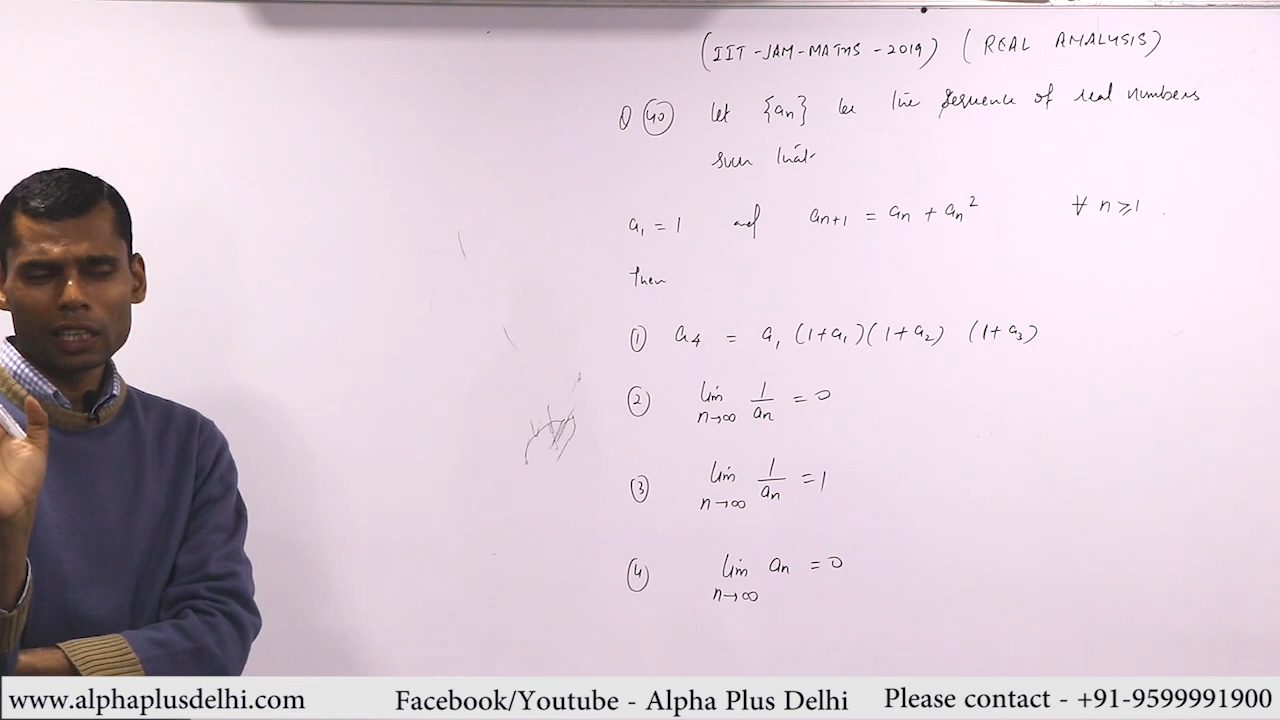 (IIT-JAM-MATHS-2019) (REAL ANALYSIS)
Q 40 Let {an} be the sequence of real numbers
such that
a₁ = 1 and aₙ₊₁ = aₙ + aₙ² ∀ n ≥ 1.
Then
① a₄ = a₁ (1+a₁)(1+a₂) (1+a₃)
② lim n→∞ 1/aₙ = 0
③ lim n→∞ 1/aₙ = 1
④ lim n→∞ aₙ = 0
www.alphaplusdelhi.com Facebook/Youtube - Alpha Plus Delhi Please contact - +91-9599991900